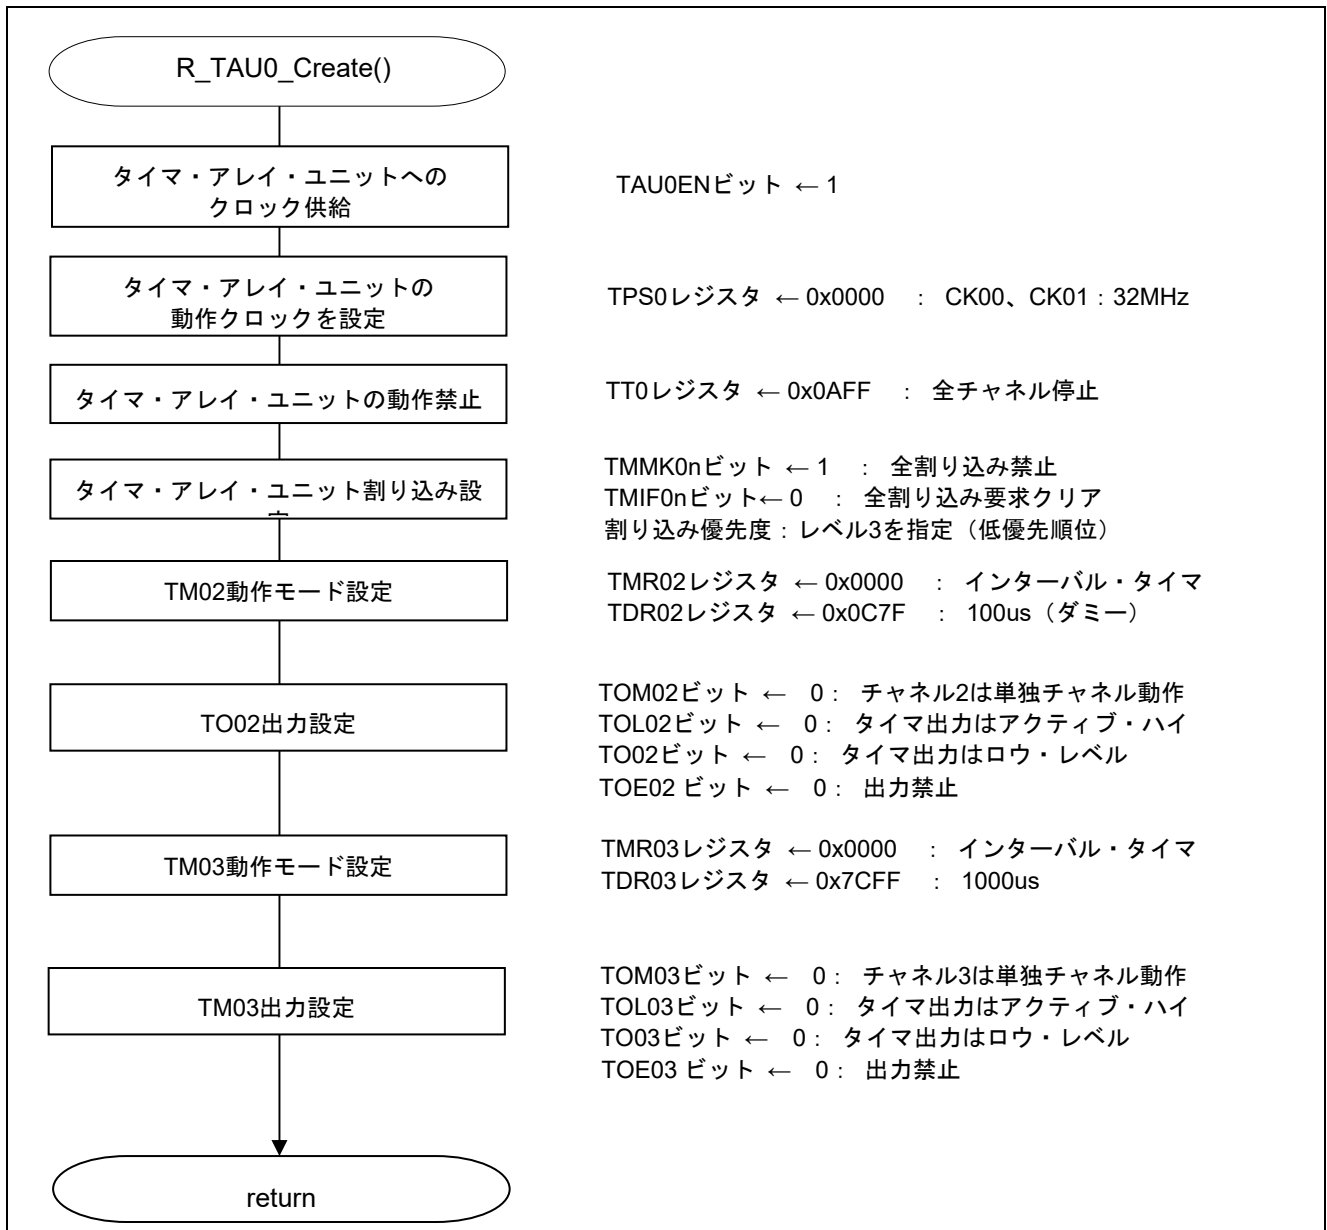 R_TAU0_Create()
タイマ・アレイ・ユニットへの
クロック供給
TAU0ENビット ← 1
タイマ・アレイ・ユニットの
動作クロックを設定
TPS0レジスタ ← 0x0000 : CK00、CK01:32MHz
タイマ・アレイ・ユニットの動作禁止
TT0レジスタ ← 0x0AFF : 全チャネル停止
タイマ・アレイ・ユニット割り込み設
TMMK0nビット ← 1 : 全割り込み禁止
TMIF0nビット← 0 : 全割り込み要求クリア
割り込み優先度:レベル3を指定(低優先順位)
TM02動作モード設定
TMR02レジスタ ← 0x0000 : インターバル・タイマ
TDR02レジスタ ← 0x0C7F : 100us(ダミー)
TO02出力設定
TOM02ビット ← 0: チャネル2は単独チャネル動作
TOL02ビット ← 0: タイマ出力はアクティブ・ハイ
TO02ビット ← 0: タイマ出力はロウ・レベル
TOE02 ビット ← 0: 出力禁止
TM03動作モード設定
TMR03レジスタ ← 0x0000 : インターバル・タイマ
TDR03レジスタ ← 0x7CFF : 1000us
TM03出力設定
TOM03ビット ← 0: チャネル3は単独チャネル動作
TOL03ビット ← 0: タイマ出力はアクティブ・ハイ
TO03ビット ← 0: タイマ出力はロウ・レベル
TOE03 ビット ← 0: 出力禁止
return